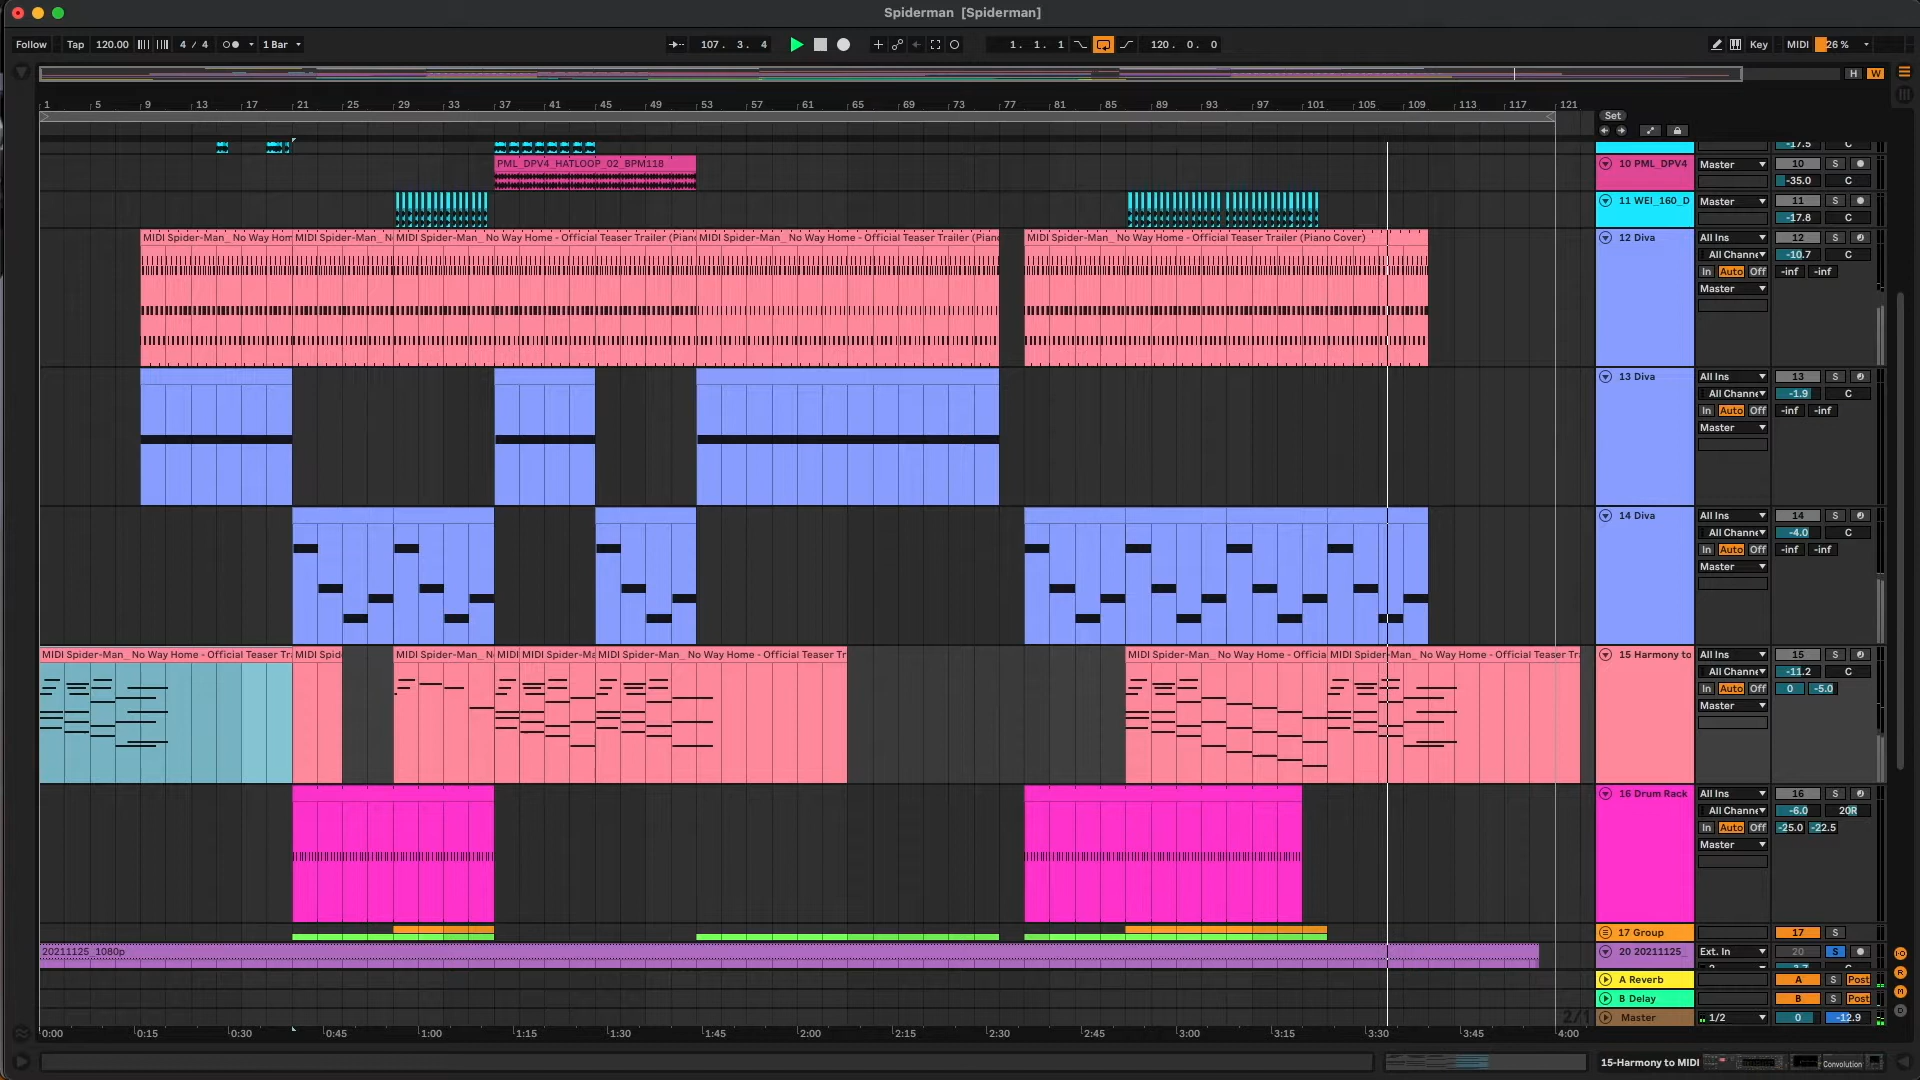 Spiderman [Spiderman]
Follow Tap 120.00 4 / 4 1 Bar 107. 3. 4 1. 1. 1 120. 0. 0 Key MIDI 26 %
H W
1 5 9 13 17 21 25 29 33 37 41 45 49 53 57 61 65 69 73 77 81 85 89 93 97 101 105 109 113 117 121
Set
-17.5 C
PML_DPV4_HATLOOP_02_BPM118
10 PML_DPV4 Master 10 S
-35.0 C
11 WEI_160_D Master 11 S
-17.8 C
MIDI Spider-Man_ No Way Hom MIDI Spider-Man_ N MIDI Spider-Man_ No Way Home - Official Teaser Trailer (Piano MIDI Spider-Man_ No Way Home - Official Teaser Trailer (Piano MIDI Spider-Man_ No Way Home - Official Teaser Trailer (Piano Cover)
12 Diva All Ins 12 S
All Channe -10.7 C
In Auto Off -inf -inf
Master
13 Diva All Ins 13 S
All Channe -1.9 C
In Auto Off -inf -inf
Master
14 Diva All Ins 14 S
All Channe -4.0 C
In Auto Off -inf -inf
Master
MIDI Spider-Man_ No Way Home - Official Teaser Tr MIDI Spid MIDI Spider-Man_ N MIDI MIDI Spider-Ma MIDI Spider-Man_ No Way Home - Official Teaser Tr MIDI Spider-Man_ No Way Home - Officia MIDI Spider-Man_ No Way Home - Official Teaser Tr
15 Harmony to All Ins 15 S
All Channe -11.2 C
In Auto Off 0 -5.0
Master
16 Drum Rack All Ins 16 S
All Channe -6.0 20R
In Auto Off -25.0 -22.5
Master
17 Group 17 S
20211125_1080p
20 20211125_ Ext. In 20 S
A Reverb A S Post
B Delay B S Post
2/1
Master 1/2 0 -12.9
0:00 0:15 0:30 0:45 1:00 1:15 1:30 1:45 2:00 2:15 2:30 2:45 3:00 3:15 3:30 3:45 4:00
15-Harmony to MIDI Convolution